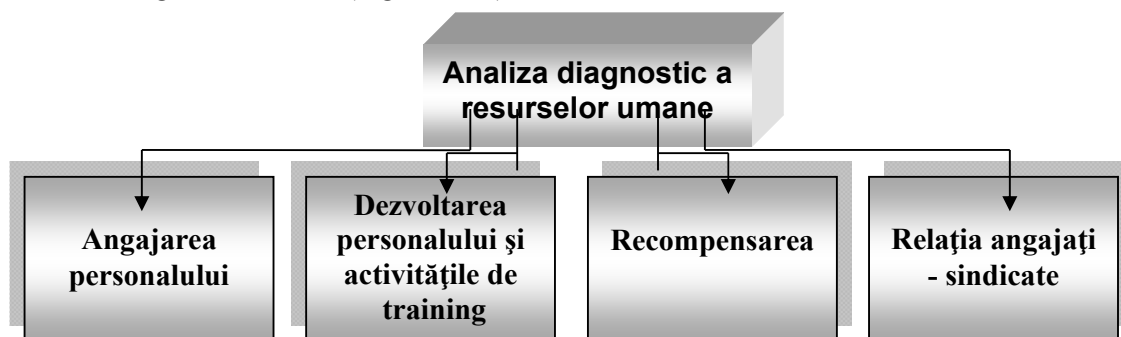 Analiza diagnostic a
resurselor umane
Angajarea
personalului
Dezvoltarea
personalului şi
activităţile de
training
Recompensarea
Relaţia angajaţi
- sindicate